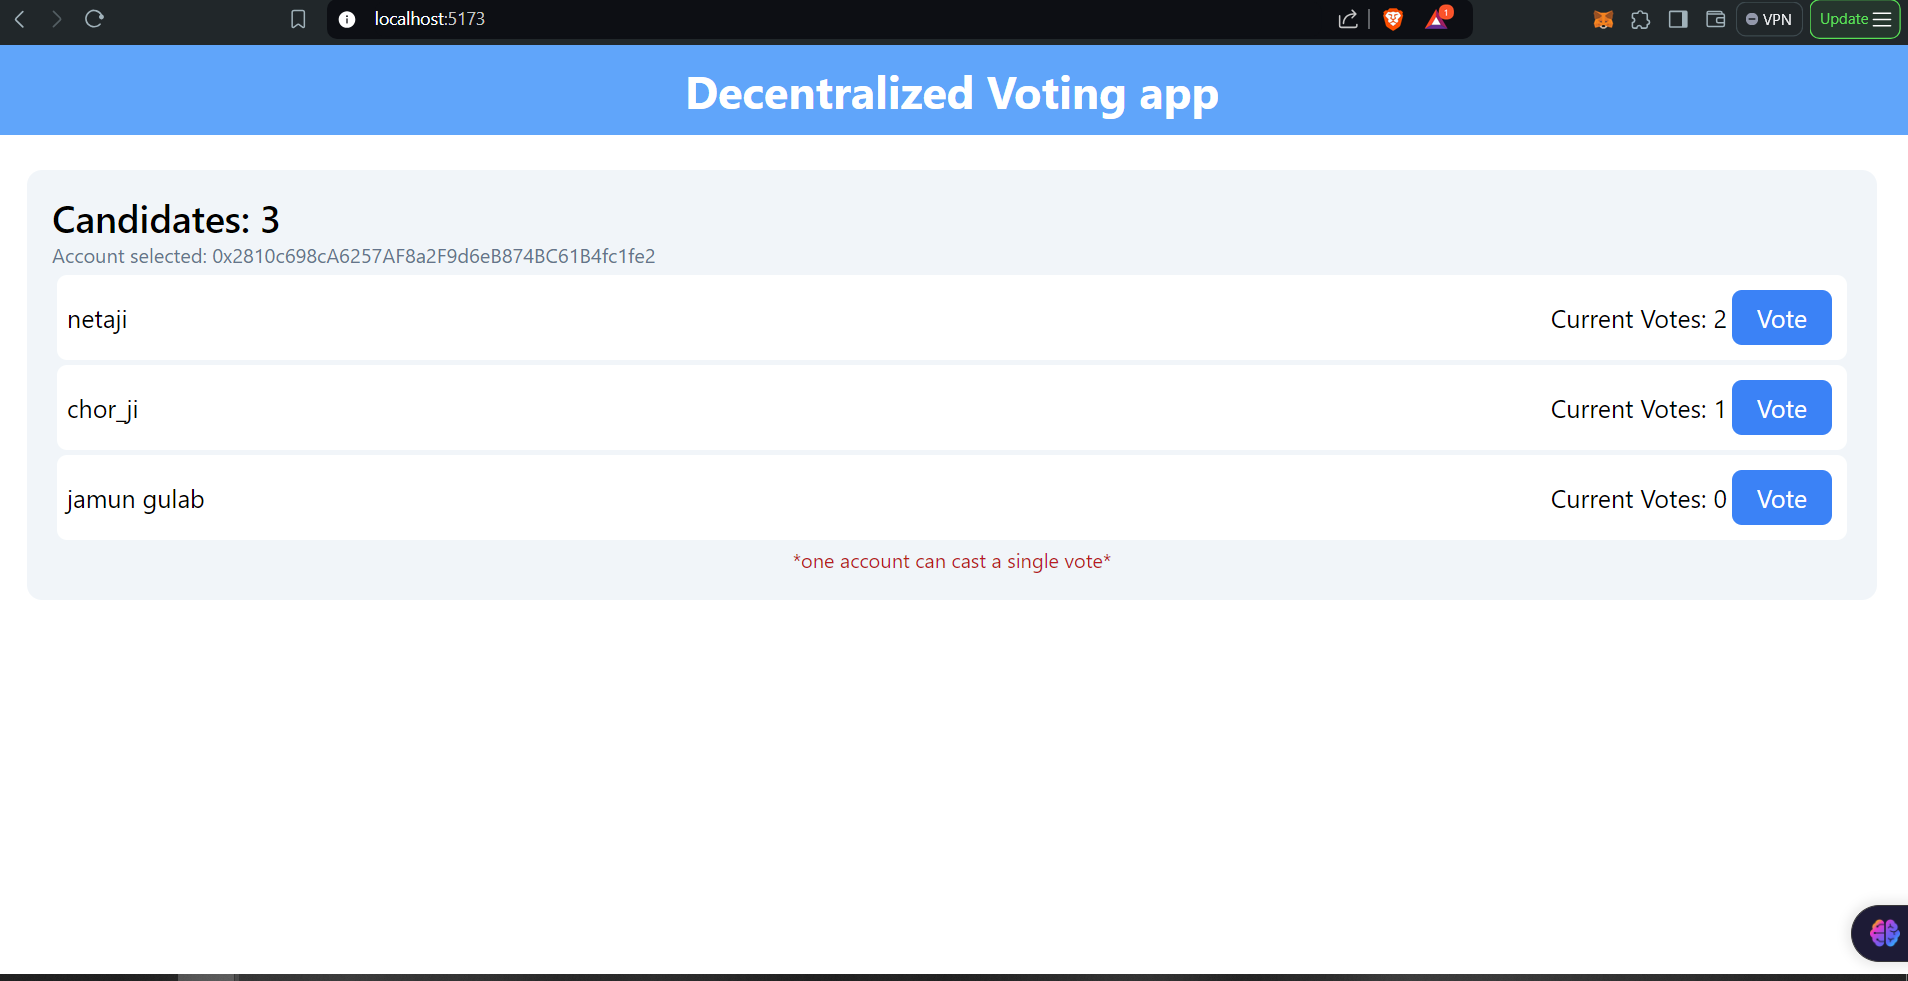 localhost:5173
1
VPN
Update
Decentralized Voting app
Candidates: 3
Account selected: 0x2810c698cA6257AF8a2F9d6eB874BC61B4fc1fe2
netaji Current Votes: 2 Vote
chor_ji Current Votes: 1 Vote
jamun gulab Current Votes: 0 Vote
*one account can cast a single vote*